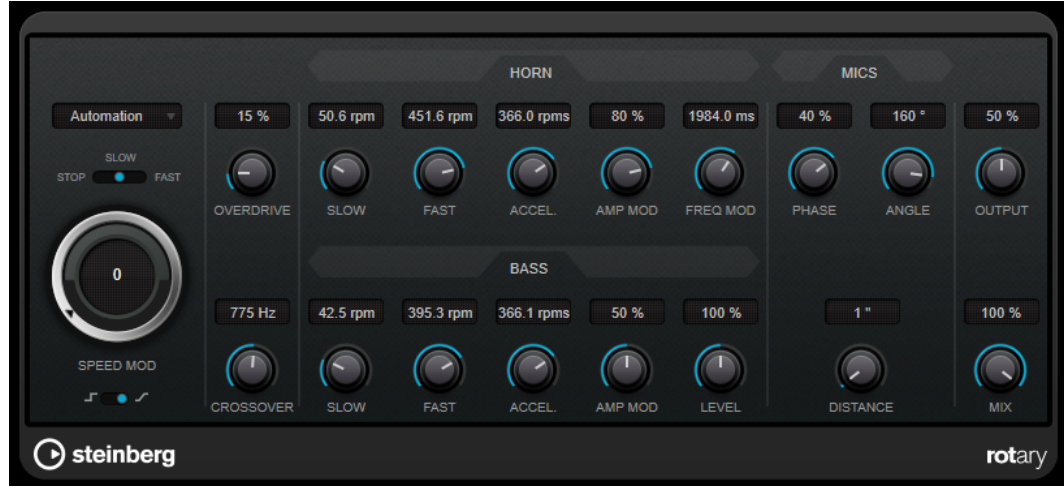 HORN
MICS
Automation
15 %
50.6 rpm
451.6 rpm
366.0 rpms
80 %
1984.0 ms
40 %
160 °
50 %
SLOW
STOP
FAST
OVERDRIVE
SLOW
FAST
ACCEL.
AMP MOD
FREQ MOD
PHASE
ANGLE
OUTPUT
0
BASS
775 Hz
42.5 rpm
395.3 rpm
366.1 rpms
50 %
100 %
1 "
100 %
SPEED MOD
CROSSOVER
SLOW
FAST
ACCEL.
AMP MOD
LEVEL
DISTANCE
MIX
steinberg
rotary